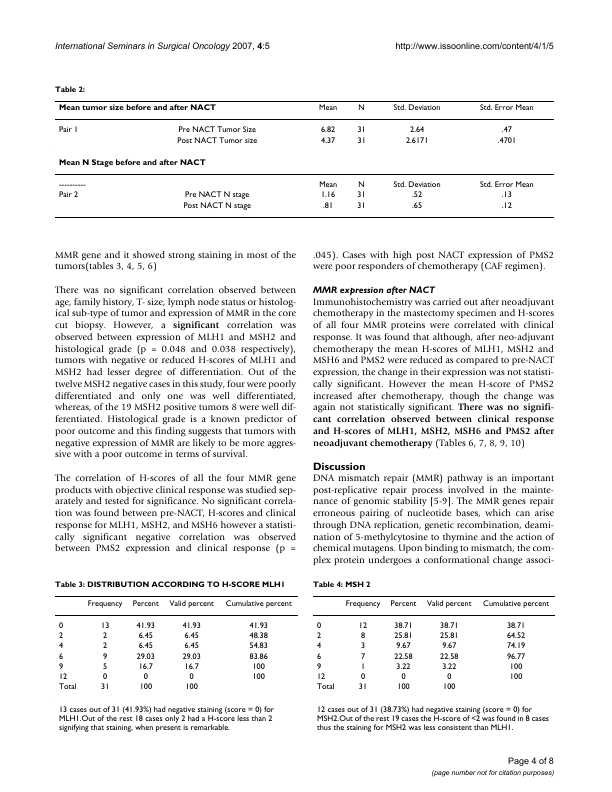 International Seminars in Surgical Oncology 2007, 4:5 http://www.issoonline.com/content/4/1/5
Table 2:
Mean tumor size before and after NACT Mean N Std. Deviation Std. Error Mean
Pair 1 Pre NACT Tumor Size 6.82 31 2.64 .47
Post NACT Tumor size 4.37 31 2.6171 .4701
Mean N Stage before and after NACT
---------- Mean N Std. Deviation Std. Error Mean
Pair 2 Pre NACT N stage 1.16 31 .52 .13
Post NACT N stage .81 31 .65 .12
MMR gene and it showed strong staining in most of the
tumors(tables 3, 4, 5, 6)
There was no significant correlation observed between
age, family history, T- size, lymph node status or histolog-
ical sub-type of tumor and expression of MMR in the core
cut biopsy. However, a significant correlation was
observed between expression of MLH1 and MSH2 and
histological grade (p = 0.048 and 0.038 respectively),
tumors with negative or reduced H-scores of MLH1 and
MSH2 had lesser degree of differentiation. Out of the
twelve MSH2 negative cases in this study, four were poorly
differentiated and only one was well differentiated,
whereas, of the 19 MSH2 positive tumors 8 were well dif-
ferentiated. Histological grade is a known predictor of
poor outcome and this finding suggests that tumors with
negative expression of MMR are likely to be more aggres-
sive with a poor outcome in terms of survival.
The correlation of H-scores of all the four MMR gene
products with objective clinical response was studied sep-
arately and tested for significance. No significant correla-
tion was found between pre-NACT, H-scores and clinical
response for MLH1, MSH2, and MSH6 however a statisti-
cally significant negative correlation was observed
between PMS2 expression and clinical response (p =
.045). Cases with high post NACT expression of PMS2
were poor responders of chemotherapy (CAF regimen).
MMR expression after NACT
Immunohistochemistry was carried out after neoadjuvant
chemotherapy in the mastectomy specimen and H-scores
of all four MMR proteins were correlated with clinical
response. It was found that although, after neo-adjuvant
chemotherapy the mean H-scores of MLH1, MSH2 and
MSH6 and PMS2 were reduced as compared to pre-NACT
expression, the change in their expression was not statisti-
cally significant. However the mean H-score of PMS2
increased after chemotherapy, though the change was
again not statistically significant. There was no signifi-
cant correlation observed between clinical response
and H-scores of MLH1, MSH2, MSH6 and PMS2 after
neoadjuvant chemotherapy (Tables 6, 7, 8, 9, 10)
Discussion
DNA mismatch repair (MMR) pathway is an important
post-replicative repair process involved in the mainte-
nance of genomic stability [5-9]. The MMR genes repair
erroneous pairing of nucleotide bases, which can arise
through DNA replication, genetic recombination, deami-
nation of 5-methylcytosine to thymine and the action of
chemical mutagens. Upon binding to mismatch, the com-
plex protein undergoes a conformational change associ-
Table 3: DISTRIBUTION ACCORDING TO H-SCORE MLH1
Frequency Percent Valid percent Cumulative percent
0 13 41.93 41.93 41.93
2 2 6.45 6.45 48.38
4 2 6.45 6.45 54.83
6 9 29.03 29.03 83.86
9 5 16.7 16.7 100
12 0 0 0 100
Total 31 100 100
13 cases out of 31 (41.93%) had negative staining (score = 0) for
MLH1.Out of the rest 18 cases only 2 had a H-score less than 2
signifying that staining, when present is remarkable.
Table 4: MSH 2
Frequency Percent Valid percent Cumulative percent
0 12 38.71 38.71 38.71
2 8 25.81 25.81 64.52
4 3 9.67 9.67 74.19
6 7 22.58 22.58 96.77
9 1 3.22 3.22 100
12 0 0 0 100
Total 31 100 100
12 cases out of 31 (38.73%) had negative staining (score = 0) for
MSH2.Out of the rest 19 cases the H-score of <2 was found in 8 cases
thus the staining for MSH2 was less consistent than MLH1.
Page 4 of 8
(page number not for citation purposes)